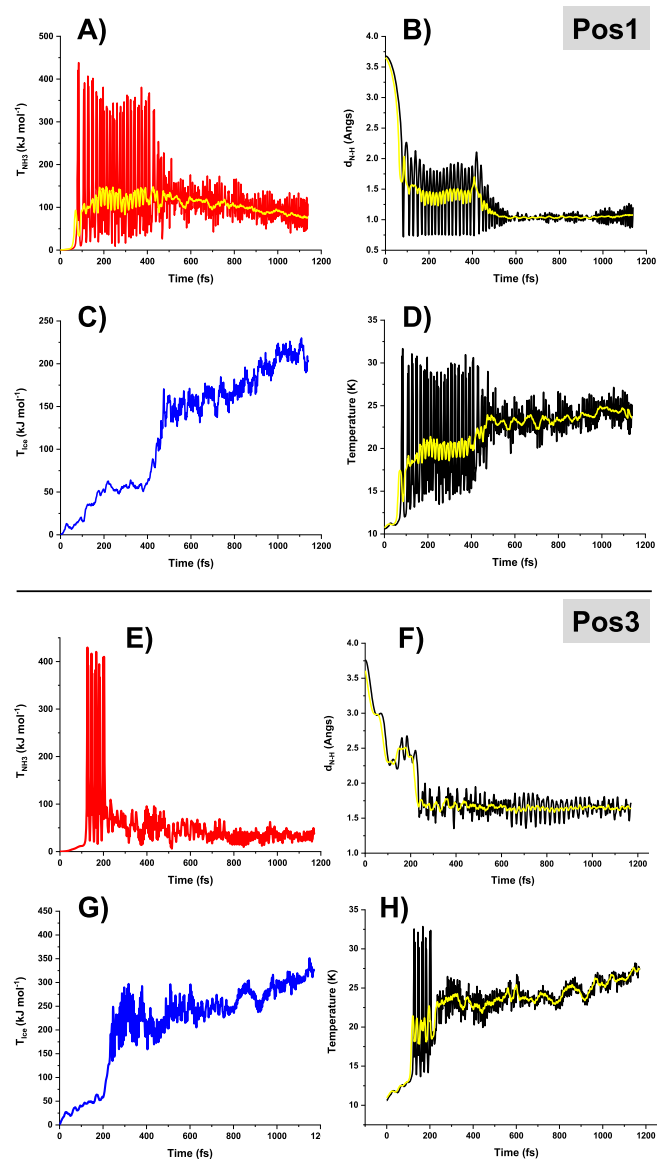 Pos1
A)
500
400
300
200
100
0
T_NH3 (kJ mol⁻¹)
0 200 400 600 800 1000 1200
Time (fs)
B)
4.0
3.5
3.0
2.5
2.0
1.5
1.0
0.5
d_N-H (Angs)
0 200 400 600 800 1000 1200
Time (fs)
C)
250
200
150
100
50
0
T_Ice (kJ mol⁻¹)
0 200 400 600 800 1000 1200
Time (fs)
D)
35
30
25
20
15
10
Temperature (K)
0 200 400 600 800 1000 1200
Time (fs)
Pos3
E)
400
300
200
100
0
T_NH3 (kJ mol⁻¹)
0 200 400 600 800 1000 1200
Time (fs)
F)
4.0
3.5
3.0
2.5
2.0
1.5
1.0
d_N-H (Angs)
0 200 400 600 800 1000 1200
Time (fs)
G)
450
400
350
300
250
200
150
100
50
0
T_Ice (kJ mol⁻¹)
0 200 400 600 800 1000 12
Time (fs)
H)
35
30
25
20
15
10
Temperature (K)
0 200 400 600 800 1000 1200
Time (fs)